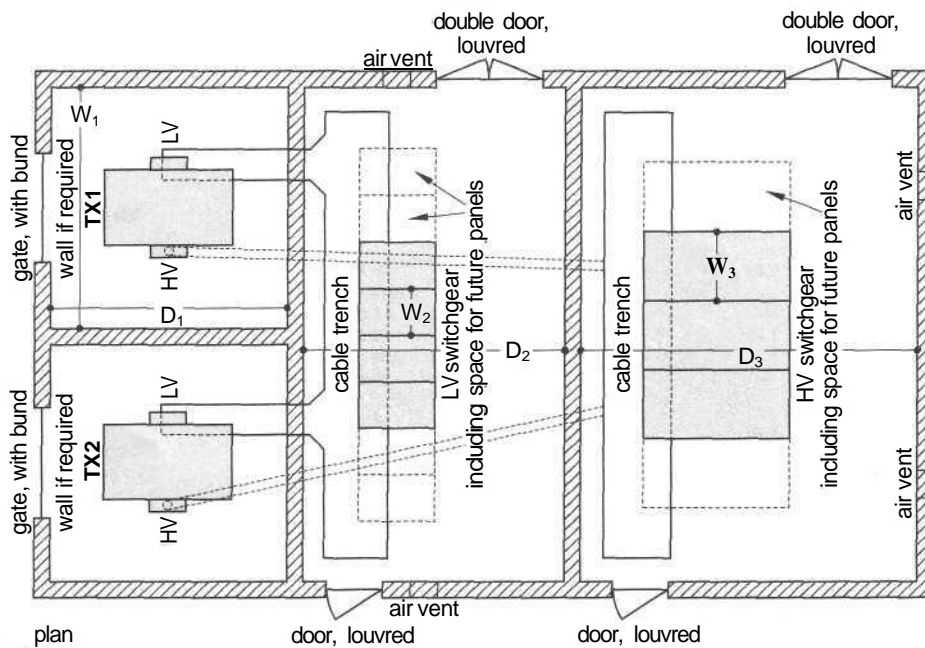 double door,
louvred
double door,
louvred
air vent
W1
LV
TX1
HV
gate, with bund
wall if required
D1
cable trench
W2
LV switchgear
including space for future panels
D2
cable trench
W3
D3
HV switchgear
including space for future panels
air vent
air vent
LV
TX2
HV
gate, with bund
wall if required
air vent
plan
door, louvred
door, louvred